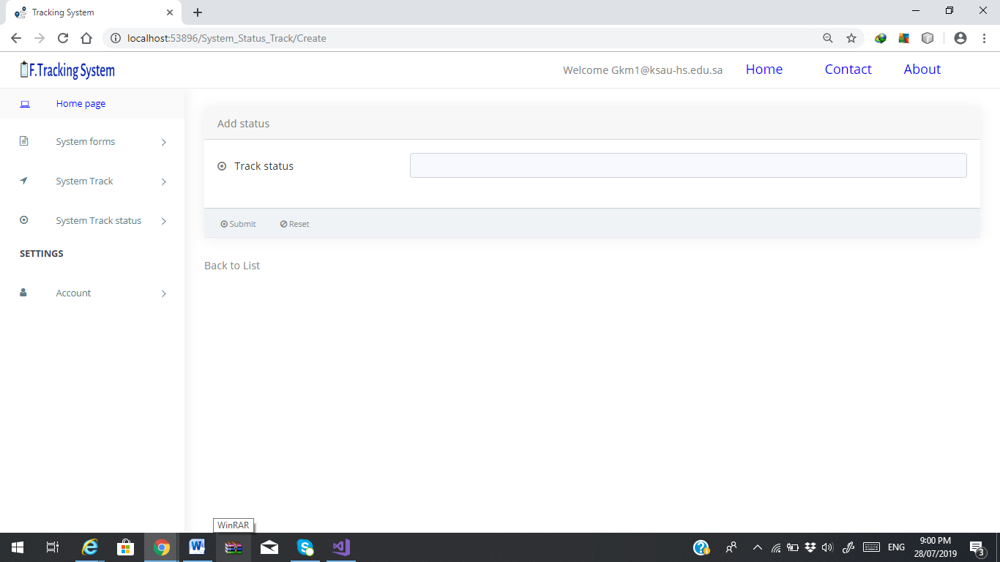 Tracking System
localhost:53896/System_Status_Track/Create
F.Tracking System
Welcome Gkm1@ksau-hs.edu.sa Home Contact About
Home page
System forms
System Track
System Track status
SETTINGS
Account
Add status
Track status
Submit Reset
Back to List
WinRAR
ENG
9:00 PM
28/07/2019
3